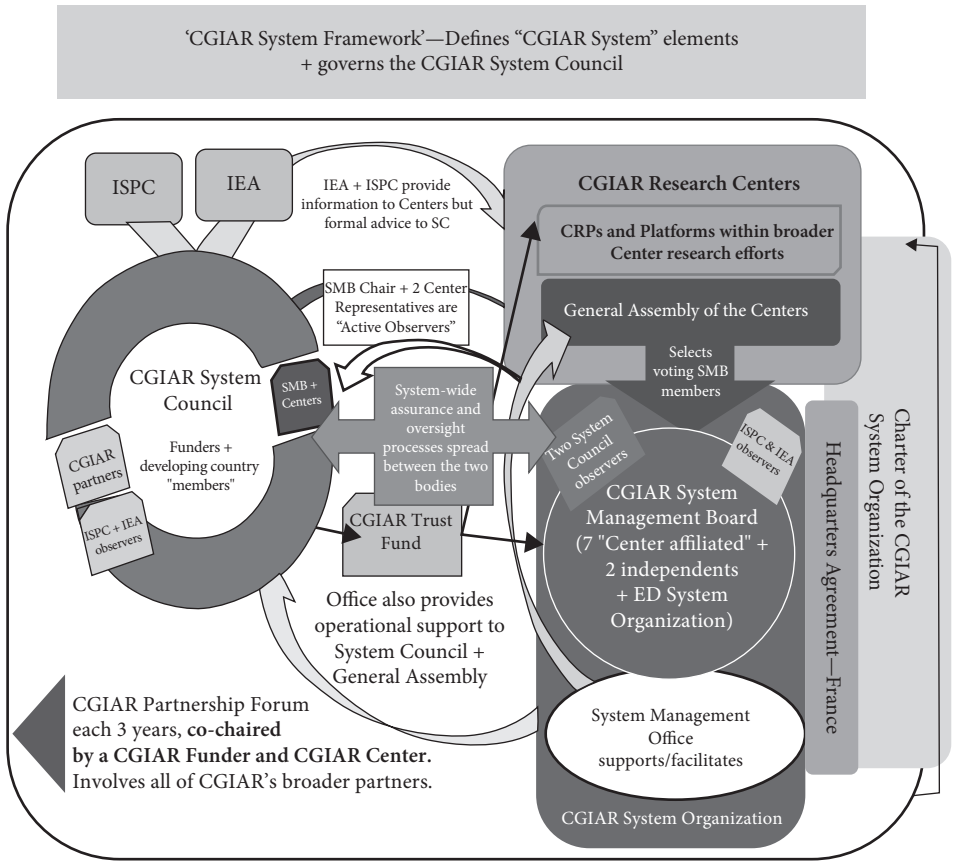 ‘CGIAR System Framework’—Defines “CGIAR System” elements
+ governs the CGIAR System Council
ISPC
IEA
IEA + ISPC provide
information to Centers but
formal advice to SC
CGIAR Research Centers
CRPs and Platforms within broader
Center research efforts
General Assembly of the Centers
Selects
voting SMB
members
SMB Chair + 2 Center
Representatives are
“Active Observers”
CGIAR System
Council
Funders +
developing country
"members"
SMB +
Centers
CGIAR
partners
ISPC + IEA
observers
System-wide
assurance and
oversight
processes spread
between the two
bodies
CGIAR Trust
Fund
Two System
Council
observers
ISPC & IEA
observers
CGIAR System
Management Board
(7 "Center affiliated" +
2 independents
+ ED System
Organization)
Headquarters Agreement—France
Charter of the CGIAR
System Organization
Office also provides
operational support to
System Council +
General Assembly
System Management
Office
supports/facilitates
CGIAR System Organization
CGIAR Partnership Forum
each 3 years, co-chaired
by a CGIAR Funder and CGIAR Center.
Involves all of CGIAR’s broader partners.